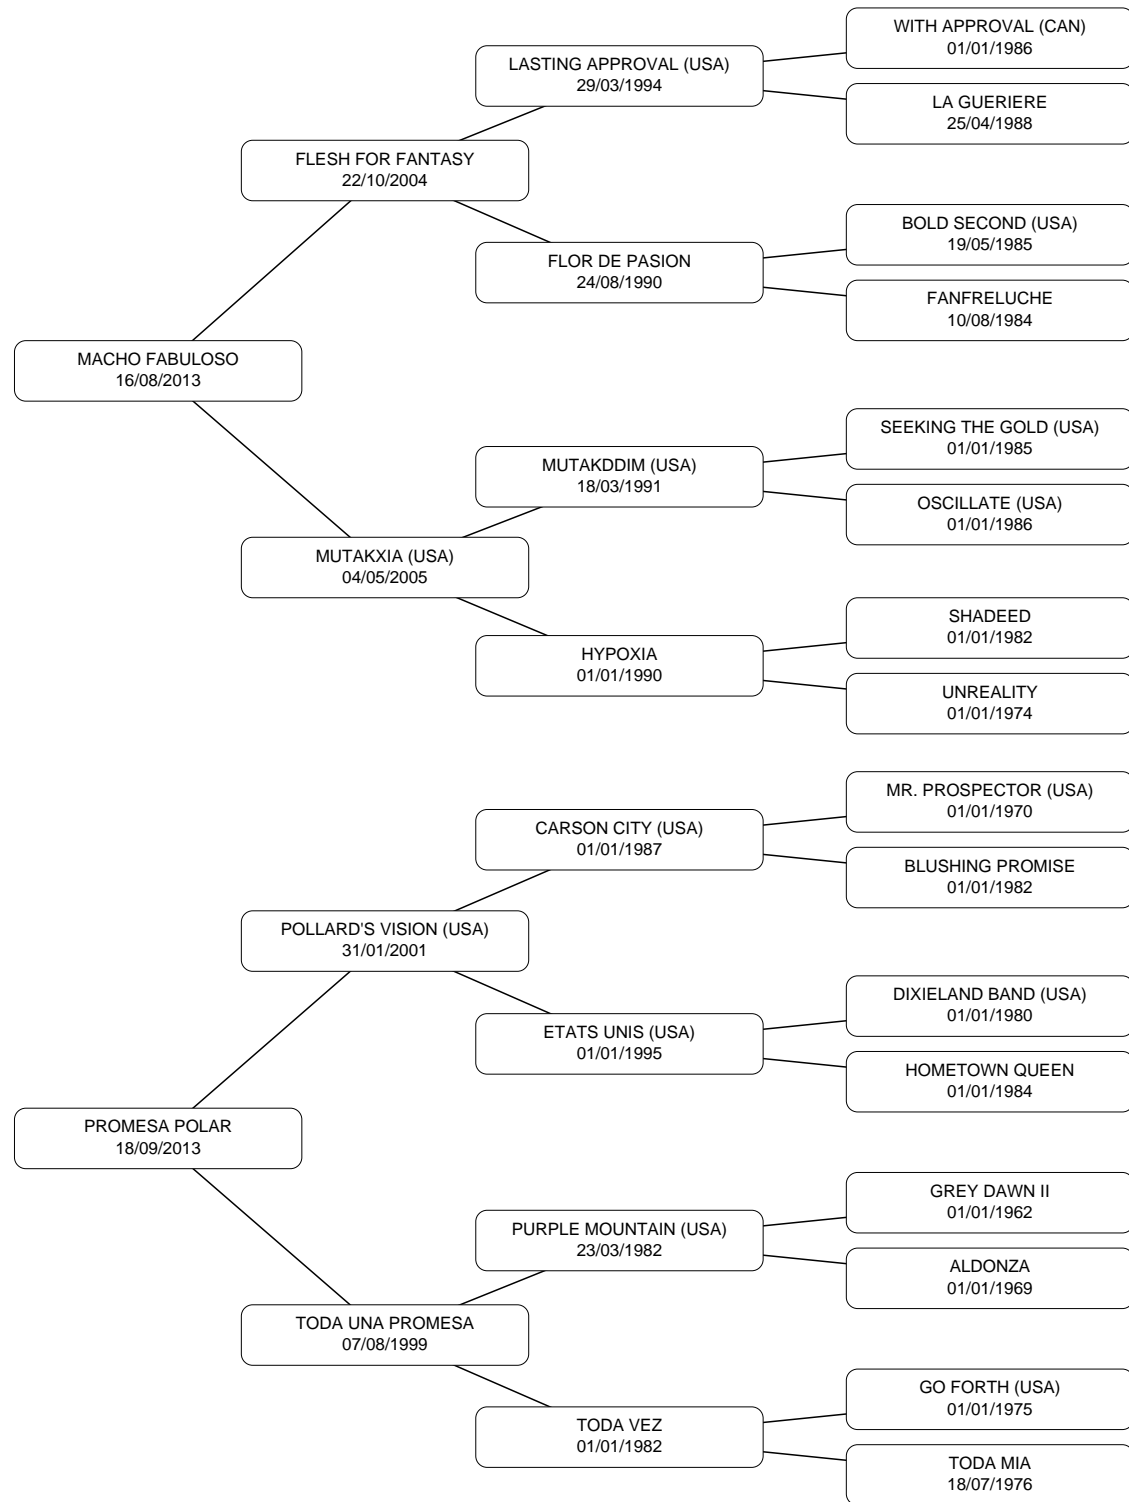 WITH APPROVAL (CAN)
01/01/1986
LASTING APPROVAL (USA)
29/03/1994
LA GUERIERE
25/04/1988
FLESH FOR FANTASY
22/10/2004
BOLD SECOND (USA)
19/05/1985
FLOR DE PASION
24/08/1990
FANFRELUCHE
10/08/1984
MACHO FABULOSO
16/08/2013
SEEKING THE GOLD (USA)
01/01/1985
MUTAKDDIM (USA)
18/03/1991
OSCILLATE (USA)
01/01/1986
MUTAKXIA (USA)
04/05/2005
SHADEED
01/01/1982
HYPOXIA
01/01/1990
UNREALITY
01/01/1974
MR. PROSPECTOR (USA)
01/01/1970
CARSON CITY (USA)
01/01/1987
BLUSHING PROMISE
01/01/1982
POLLARD'S VISION (USA)
31/01/2001
DIXIELAND BAND (USA)
01/01/1980
ETATS UNIS (USA)
01/01/1995
HOMETOWN QUEEN
01/01/1984
PROMESA POLAR
18/09/2013
GREY DAWN II
01/01/1962
PURPLE MOUNTAIN (USA)
23/03/1982
ALDONZA
01/01/1969
TODA UNA PROMESA
07/08/1999
GO FORTH (USA)
01/01/1975
TODA VEZ
01/01/1982
TODA MIA
18/07/1976